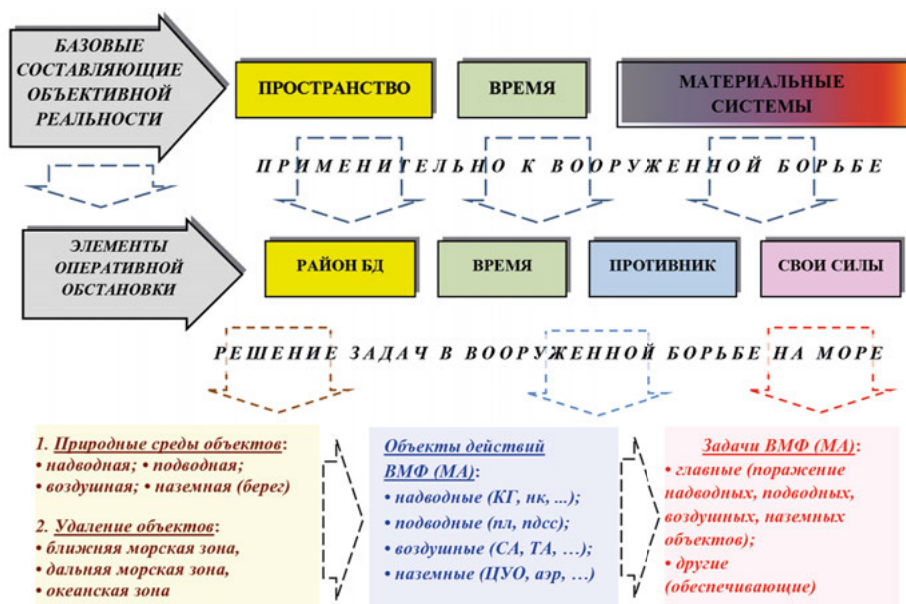 БАЗОВЫЕ
СОСТАВЛЯЮЩИЕ
ОБЪЕКТИВНОЙ
РЕАЛЬНОСТИ
ПРОСТРАНСТВО
ВРЕМЯ
МАТЕРИАЛЬНЫЕ
СИСТЕМЫ
ПРИМЕНИТЕЛЬНО К ВООРУЖЕННОЙ БОРЬБЕ
ЭЛЕМЕНТЫ
ОПЕРАТИВНОЙ
ОБСТАНОВКИ
РАЙОН БД
ВРЕМЯ
ПРОТИВНИК
СВОИ СИЛЫ
РЕШЕНИЕ ЗАДАЧ В ВООРУЖЕННОЙ БОРЬБЕ НА МОРЕ
1. Природные среды объектов:
• надводная; • подводная;
• воздушная; • наземная (берег)
2. Удаление объектов:
• ближняя морская зона,
• дальняя морская зона,
• океанская зона
Объекты действий
ВМФ (МА):
• надводные (КГ, нк, ...);
• подводные (пл, пдсс);
• воздушные (СА, ТА, …);
• наземные (ЦУО, аэр, …)
Задачи ВМФ (МА):
• главные (поражение
надводных, подводных,
воздушных, наземных
объектов);
• другие
(обеспечивающие)